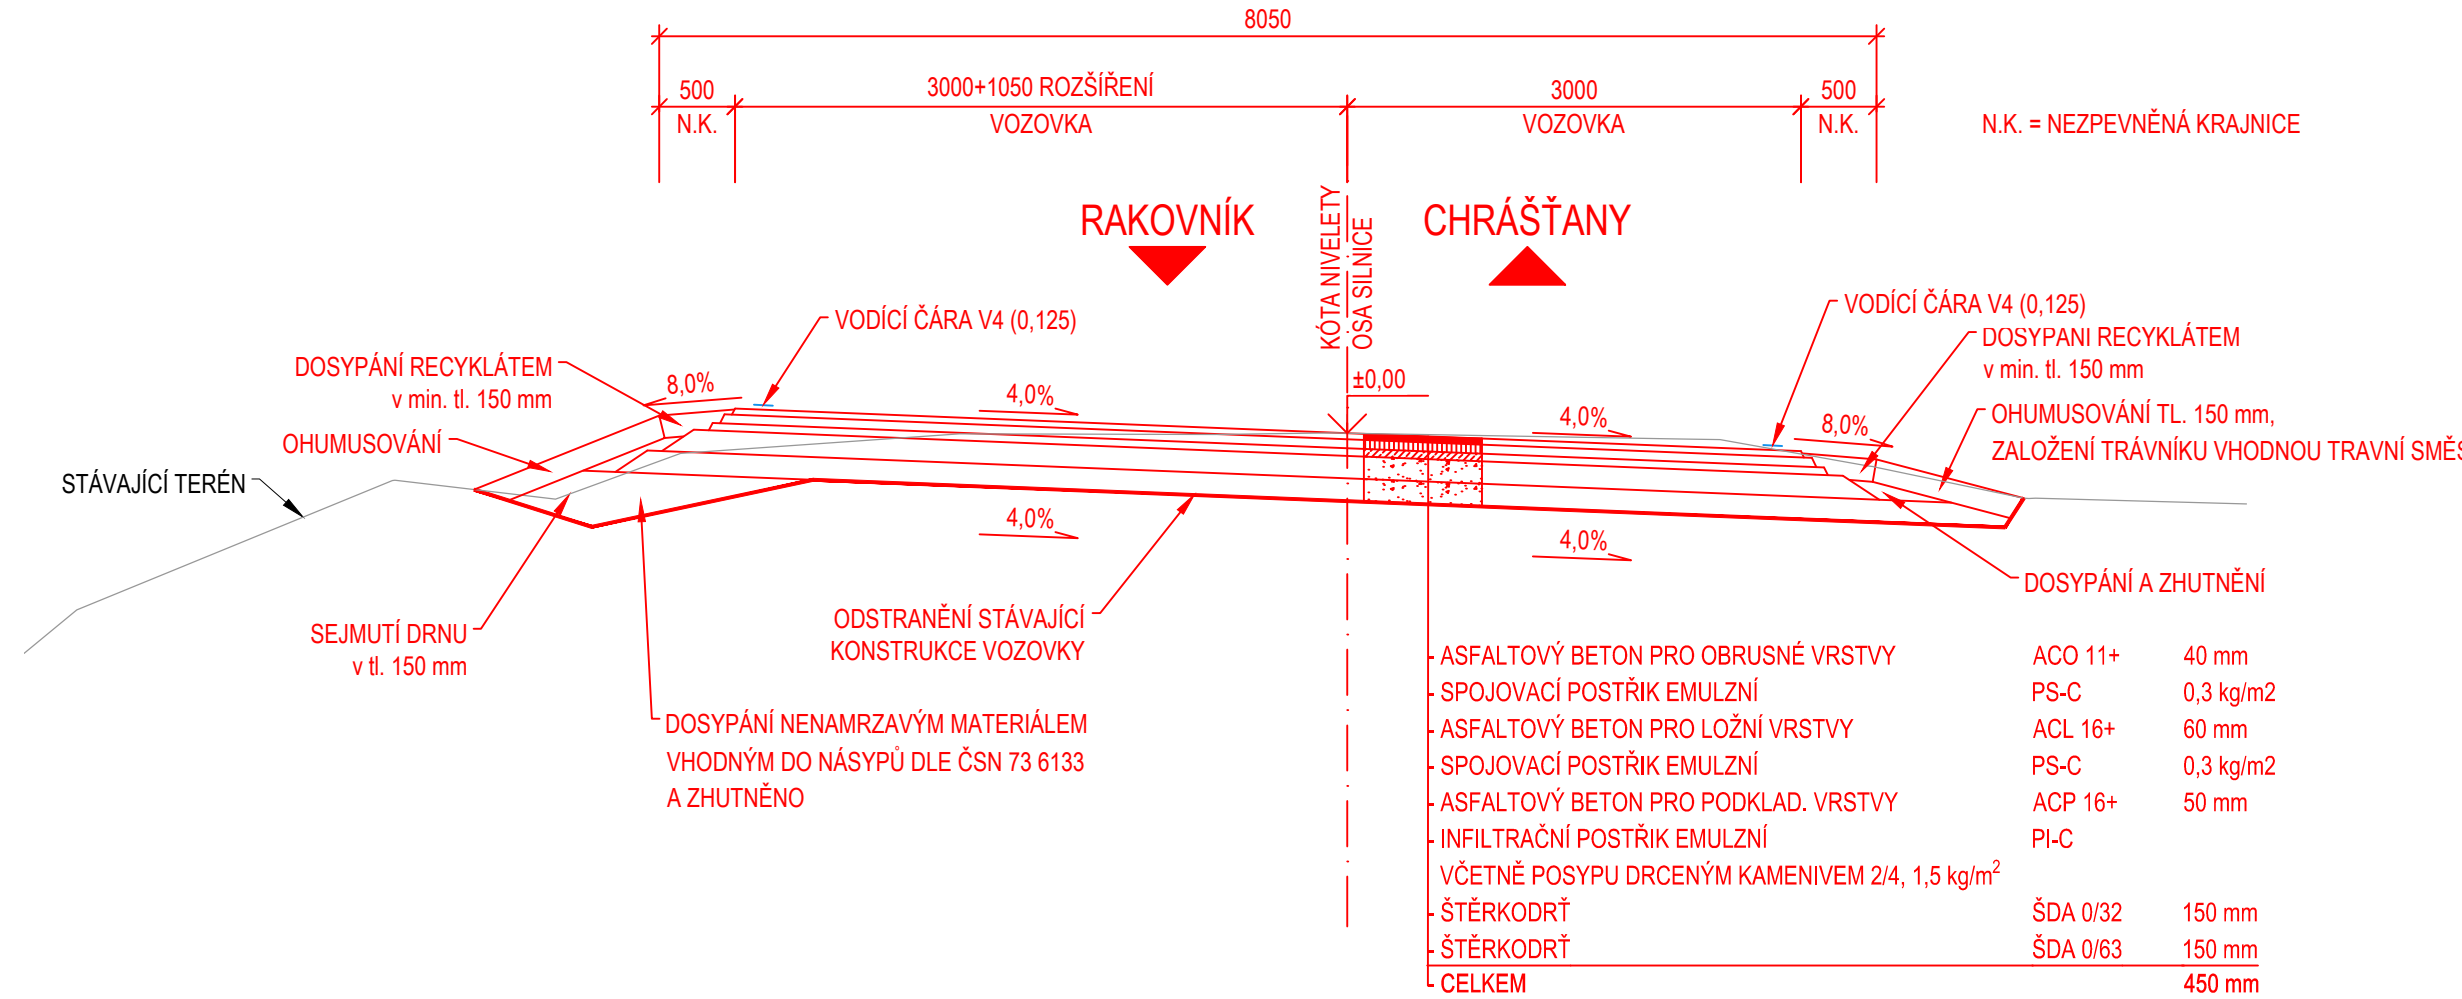 8050
500
3000+1050 ROZŠÍŘENÍ
3000
500
N.K.
VOZOVKA
VOZOVKA
N.K.
N.K. = NEZPEVNĚNÁ KRAJNICE
RAKOVNÍK
CHRÁŠŤANY
KÓTA NIVELETY
OSA SILNICE
VODÍCÍ ČÁRA V4 (0,125)
VODÍCÍ ČÁRA V4 (0,125)
DOSYPÁNÍ RECYKLÁTEM
v min. tl. 150 mm
DOSYPANI RECYKLÁTEM
v min. tl. 150 mm
8,0%
4,0%
±0,00
4,0%
8,0%
OHUMUSOVÁNÍ
OHUMUSOVÁNÍ TL. 150 mm,
ZALOŽENÍ TRÁVNÍKU VHODNOU TRAVNÍ SMĚS
STÁVAJÍCÍ TERÉN
4,0%
4,0%
DOSYPÁNÍ A ZHUTNĚNÍ
ODSTRANĚNÍ STÁVAJÍCÍ
KONSTRUKCE VOZOVKY
SEJMUTÍ DRNU
v tl. 150 mm
DOSYPÁNÍ NENAMRZAVÝM MATERIÁLEM
VHODNÝM DO NÁSYPŮ DLE ČSN 73 6133
A ZHUTNĚNO
ASFALTOVÝ BETON PRO OBRUSNÉ VRSTVY ACO 11+ 40 mm
SPOJOVACÍ POSTŘIK EMULZNÍ PS-C 0,3 kg/m2
ASFALTOVÝ BETON PRO LOŽNÍ VRSTVY ACL 16+ 60 mm
SPOJOVACÍ POSTŘIK EMULZNÍ PS-C 0,3 kg/m2
ASFALTOVÝ BETON PRO PODKLAD. VRSTVY ACP 16+ 50 mm
INFILTRAČNÍ POSTŘIK EMULZNÍ PI-C
VČETNĚ POSYPU DRCENÝM KAMENIVEM 2/4, 1,5 kg/m²
ŠTĚRKODRŤ ŠDA 0/32 150 mm
ŠTĚRKODRŤ ŠDA 0/63 150 mm
CELKEM 450 mm